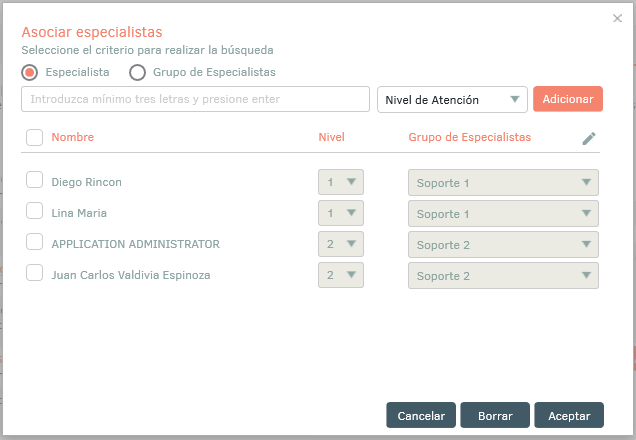 Asociar especialistas
Seleccione el criterio para realizar la búsqueda
Especialista Grupo de Especialistas
Introduzca mínimo tres letras y presione enter Nivel de Atención Adicionar
Nombre Nivel Grupo de Especialistas
Diego Rincon 1 Soporte 1
Lina Maria 1 Soporte 1
APPLICATION ADMINISTRATOR 2 Soporte 2
Juan Carlos Valdivia Espinoza 2 Soporte 2
Cancelar Borrar Aceptar